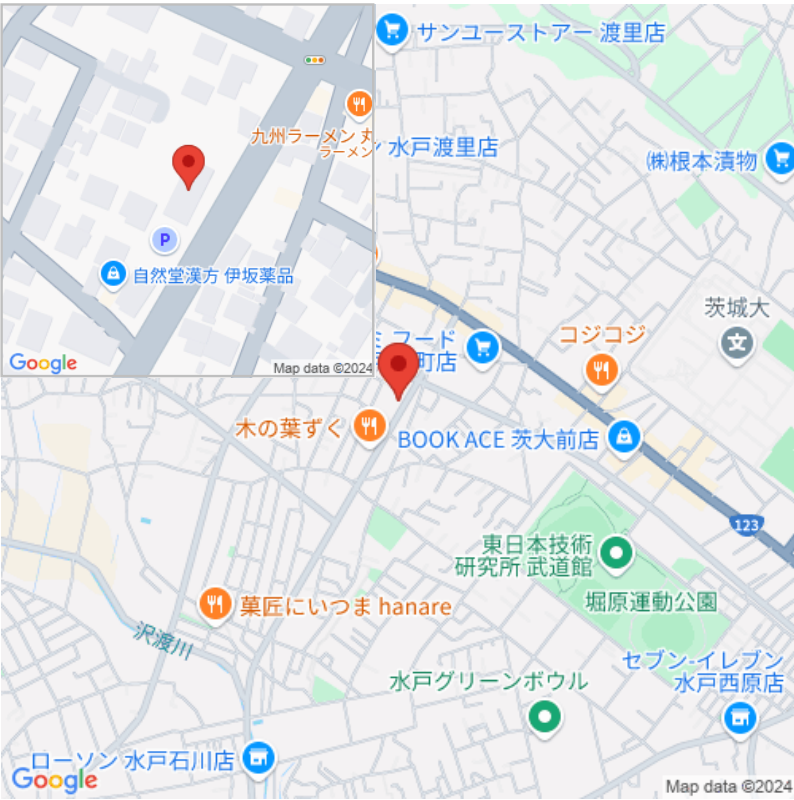 サンユーストアー 渡里店
九州ラーメン 丸
ラーメン
水戸渡里店
㈱根本漬物
P
自然堂漢方 伊坂薬品
Google
Map data ©2024
フード
町店
コジコジ
茨城大
木の葉ずく
BOOK ACE 茨大前店
123
東日本技術
研究所 武道館
堀原運動公園
菓匠にいつま hanare
沢渡川
水戸グリーンボウル
セブン-イレブン
水戸西原店
ローソン 水戸石川店
Google
Map data ©2024